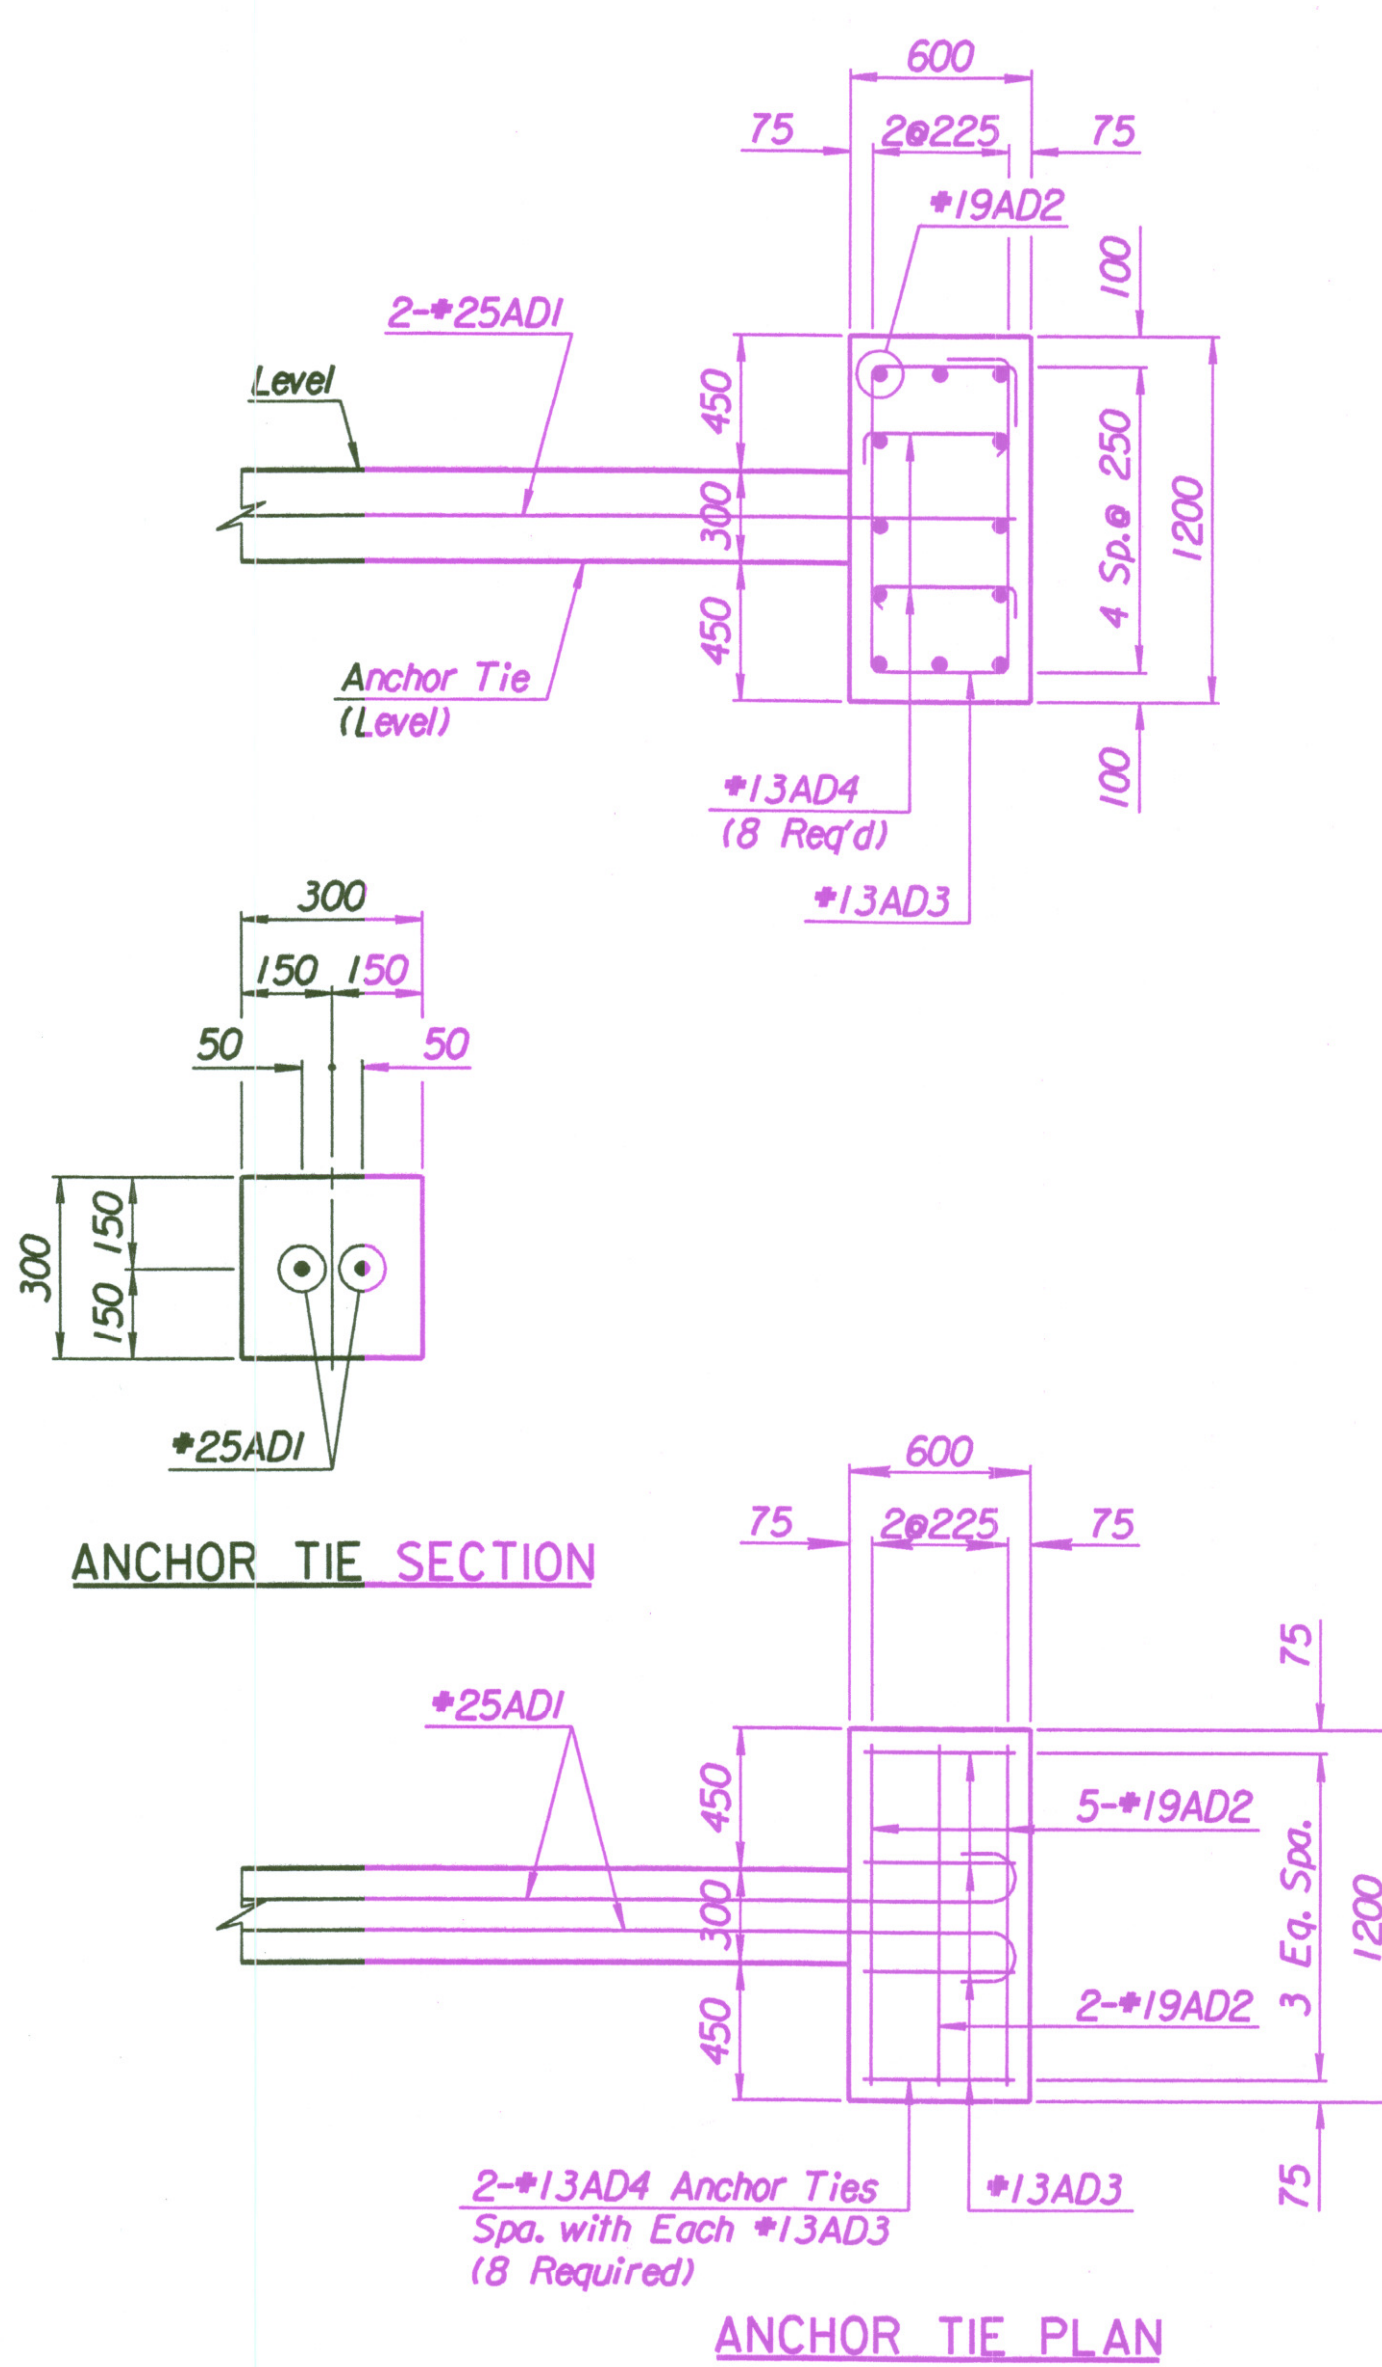 600
75 2@225 75
#19AD2
100
2-#25AD1
Level
450
300
450
4 Sp.@ 250
1200
Anchor Tie
(Level)
100
#13AD4
(8 Req'd)
#13AD3
300
150 150
50 50
300
150
150
#25AD1
ANCHOR TIE SECTION
600
75 2@225 75
75
#25AD1
450
300
450
5-#19AD2
3 Eq. Spa.
1200
2-#19AD2
75
2-#13AD4 Anchor Ties
Spa. with Each #13AD3
(8 Required)
#13AD3
ANCHOR TIE PLAN